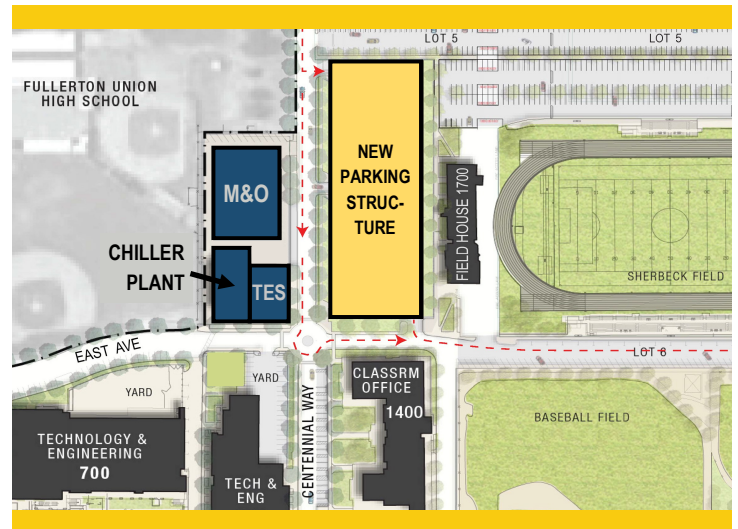 LOT 5
LOT 5
FULLERTON UNION
HIGH SCHOOL
NEW
PARKING
STRUC-
TURE
M&O
FIELD HOUSE 1700
CHILLER
PLANT
TES
SHERBECK FIELD
EAST AVE
LOT 6
YARD
YARD
CENTENNIAL WAY
CLASSRM
OFFICE
1400
BASEBALL FIELD
TECHNOLOGY &
ENGINEERING
700
TECH &
ENG